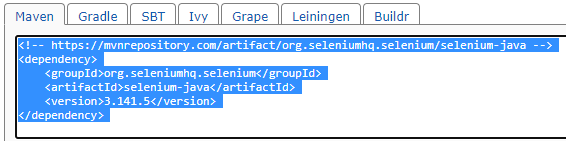 Maven Gradle SBT Ivy Grape Leiningen Buildr
<!-- https://mvnrepository.com/artifact/org.seleniumhq.selenium/selenium-java -->
<dependency>
    <groupId>org.seleniumhq.selenium</groupId>
    <artifactId>selenium-java</artifactId>
    <version>3.141.5</version>
</dependency>